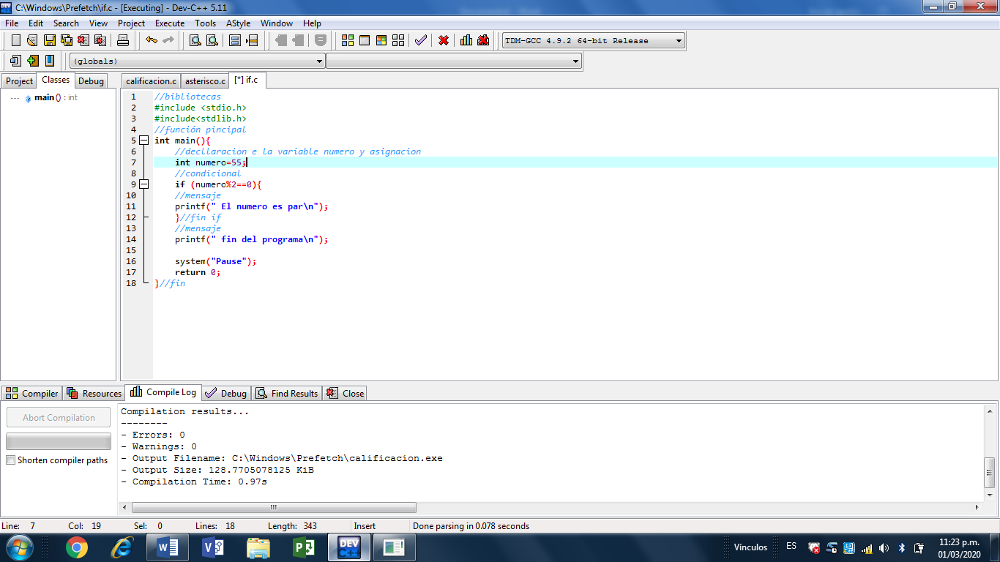 C:\Windows\Prefetch\if.c - [Executing] - Dev-C++ 5.11
File Edit Search View Project Execute Tools AStyle Window Help
TDM-GCC 4.9.2 64-bit Release
(globals)
Project Classes Debug
calificacion.c asterisco.c [*] if.c
main () : int
1 //bibliotecas
2 #include <stdio.h>
3 #include<stdlib.h>
4 //función pincipal
5 int main(){
6 //decllaracion e la variable numero y asignacion
7 int numero=55;
8 //condicional
9 if (numero%2==0){
10 //mensaje
11 printf(" El numero es par\n");
12 }//fin if
13 //mensaje
14 printf(" fin del programa\n");
15
16 system("Pause");
17 return 0;
18 }//fin
Compiler Resources Compile Log Debug Find Results Close
Abort Compilation
Shorten compiler paths
Compilation results...
--------
- Errors: 0
- Warnings: 0
- Output Filename: C:\Windows\Prefetch\calificacion.exe
- Output Size: 128.7705078125 KiB
- Compilation Time: 0.97s
Line: 7 Col: 19 Sel: 0 Lines: 18 Length: 343 Insert Done parsing in 0.078 seconds
DEV C++
Vínculos
ES
11:23 p.m.
01/03/2020